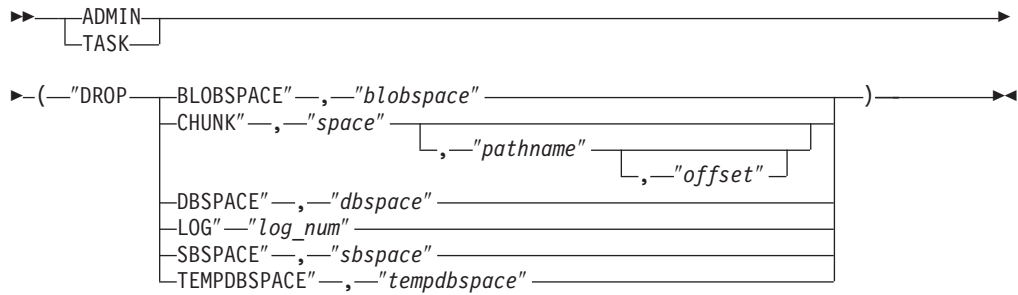 ADMIN
TASK
( "DROP BLOBSPACE" , "blobspace" )
CHUNK" , "space"
, "pathname"
, "offset"
DBSPACE" , "dbspace"
LOG" "log_num"
SBSPACE" , "sbspace"
TEMPDBSPACE" , "tempdbspace"